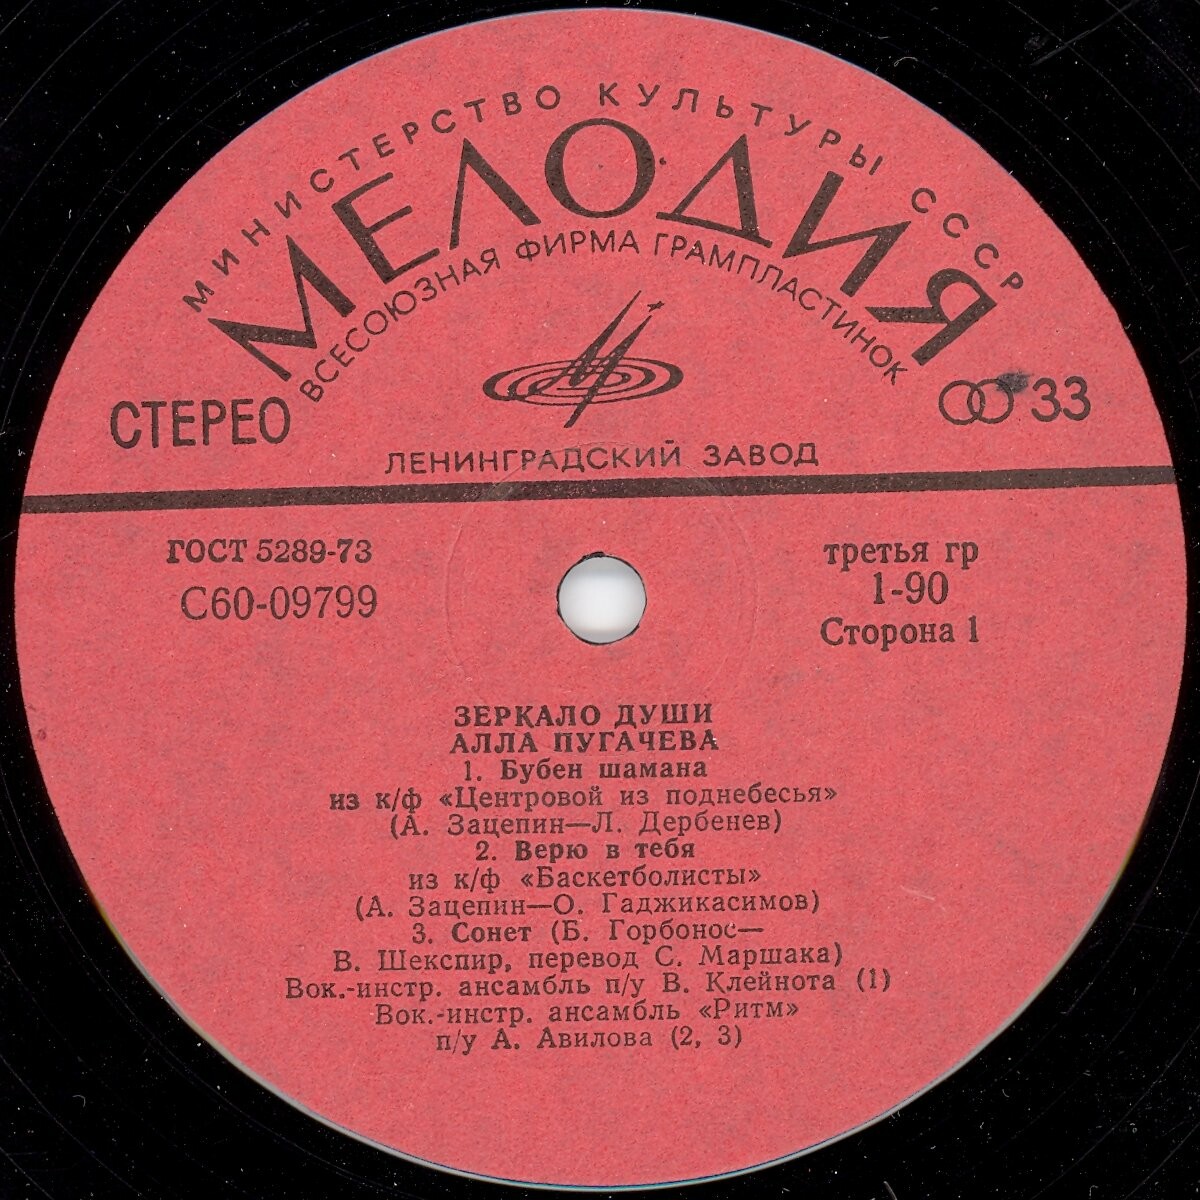 МИНИСТЕРСТВО КУЛЬТУРЫ СССР
МЕЛОДИЯ
ВСЕСОЮЗНАЯ ФИРМА ГРАМПЛАСТИНОК
СТЕРЕО
33
ЛЕНИНГРАДСКИЙ ЗАВОД
ГОСТ 5289-73
С60-09799
третья гр
1-90
Сторона 1
ЗЕРКАЛО ДУШИ
АЛЛА ПУГАЧЕВА
1. Бубен шамана
из к/ф «Центровой из поднебесья»
(А. Зацепин—Л. Дербенев)
2. Верю в тебя
из к/ф «Баскетболисты»
(А. Зацепин—О. Гаджикасимов)
3. Сонет (Б. Горбонос—
В. Шекспир, перевод С. Маршака)
Вок.-инстр. ансамбль п/у В. Клейнота (1)
Вок.-инстр. ансамбль «Ритм»
п/у А. Авилова (2, 3)